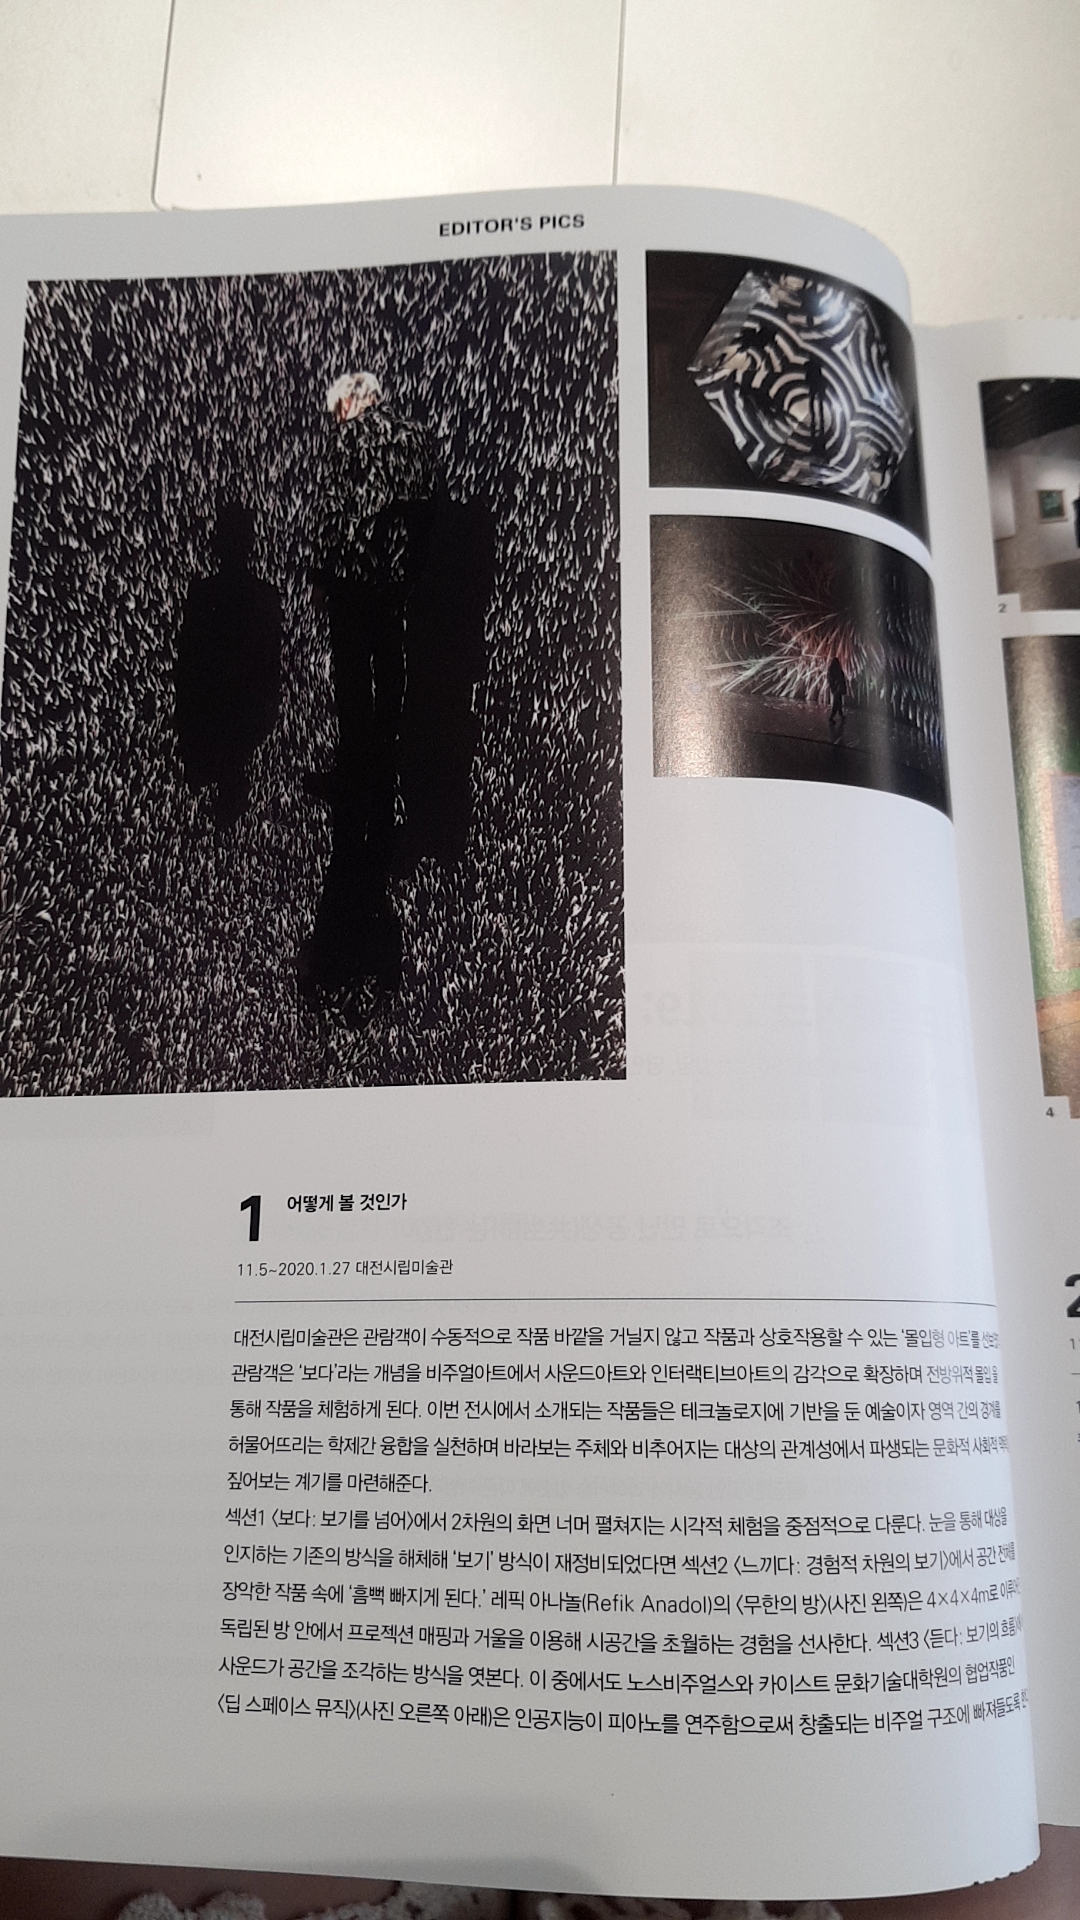 EDITOR'S PICS
2
4
1 어떻게 볼 것인가
11.5~2020.1.27 대전시립미술관
대전시립미술관은 관람객이 수동적으로 작품 바깥을 거닐지 않고 작품과 상호작용할 수 있는 '몰입형 아트'를
관람객은 '보다'라는 개념을 비주얼아트에서 사운드아트와 인터랙티브아트의 감각으로 확장하며 전방위적 몰입을
통해 작품을 체험하게 된다. 이번 전시에서 소개되는 작품들은 테크놀로지에 기반을 둔 예술이자 영역 간의 경계를
허물어뜨리는 학제간 융합을 실천하며 바라보는 주체와 비추어지는 대상의 관계성에서 파생되는 문화적 사회적
짚어보는 계기를 마련해준다.
섹션1 〈보다: 보기를 넘어〉에서 2차원의 화면 너머 펼쳐지는 시각적 체험을 중점적으로 다룬다. 눈을 통해 대상을
인지하는 기존의 방식을 해체해 '보기' 방식이 재정비되었다면 섹션2 〈느끼다: 경험적 차원의 보기〉에서 공간 전체를
장악한 작품 속에 '흠뻑 빠지게 된다.' 레픽 아나놀(Refik Anadol)의 〈무한의 방〉(사진 왼쪽)은 4×4×4m로
독립된 방 안에서 프로젝션 매핑과 거울을 이용해 시공간을 초월하는 경험을 선사한다. 섹션3 〈듣다: 보기의 흐름〉
사운드가 공간을 조각하는 방식을 엿본다. 이 중에서도 노스비주얼스와 카이스트 문화기술대학원의 협업작품인
〈딥 스페이스 뮤직〉(사진 오른쪽 아래)은 인공지능이 피아노를 연주함으로써 창출되는 비주얼 구조에 빠져들도록